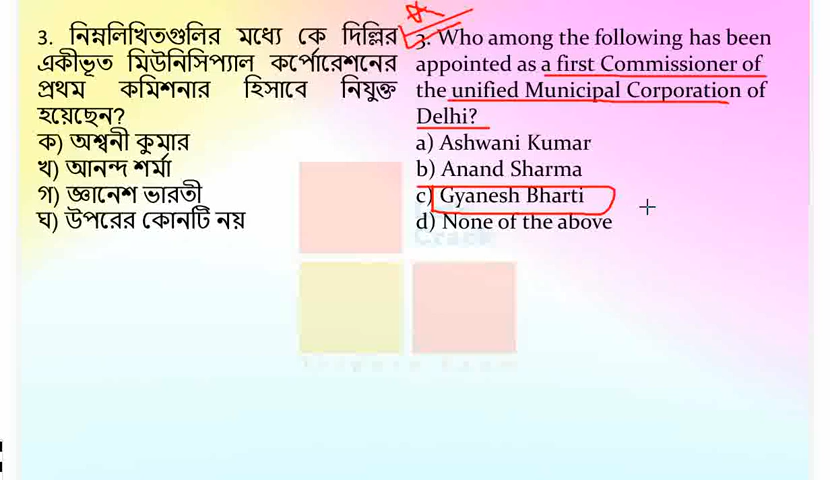 3. নিম্নলিখিতগুলির মধ্যে কে দিল্লির
একীভূত মিউনিসিপ্যাল কর্পোরেশনের
প্রথম কমিশনার হিসাবে নিযুক্ত
হয়েছেন?
ক) অশ্বনী কুমার
খ) আনন্দ শর্মা
গ) জ্ঞানেশ ভারতী
ঘ) উপরের কোনটি নয়
3. Who among the following has been
appointed as a first Commissioner of
the unified Municipal Corporation of
Delhi?
a) Ashwani Kumar
b) Anand Sharma
c) Gyanesh Bharti
d) None of the above
Crack